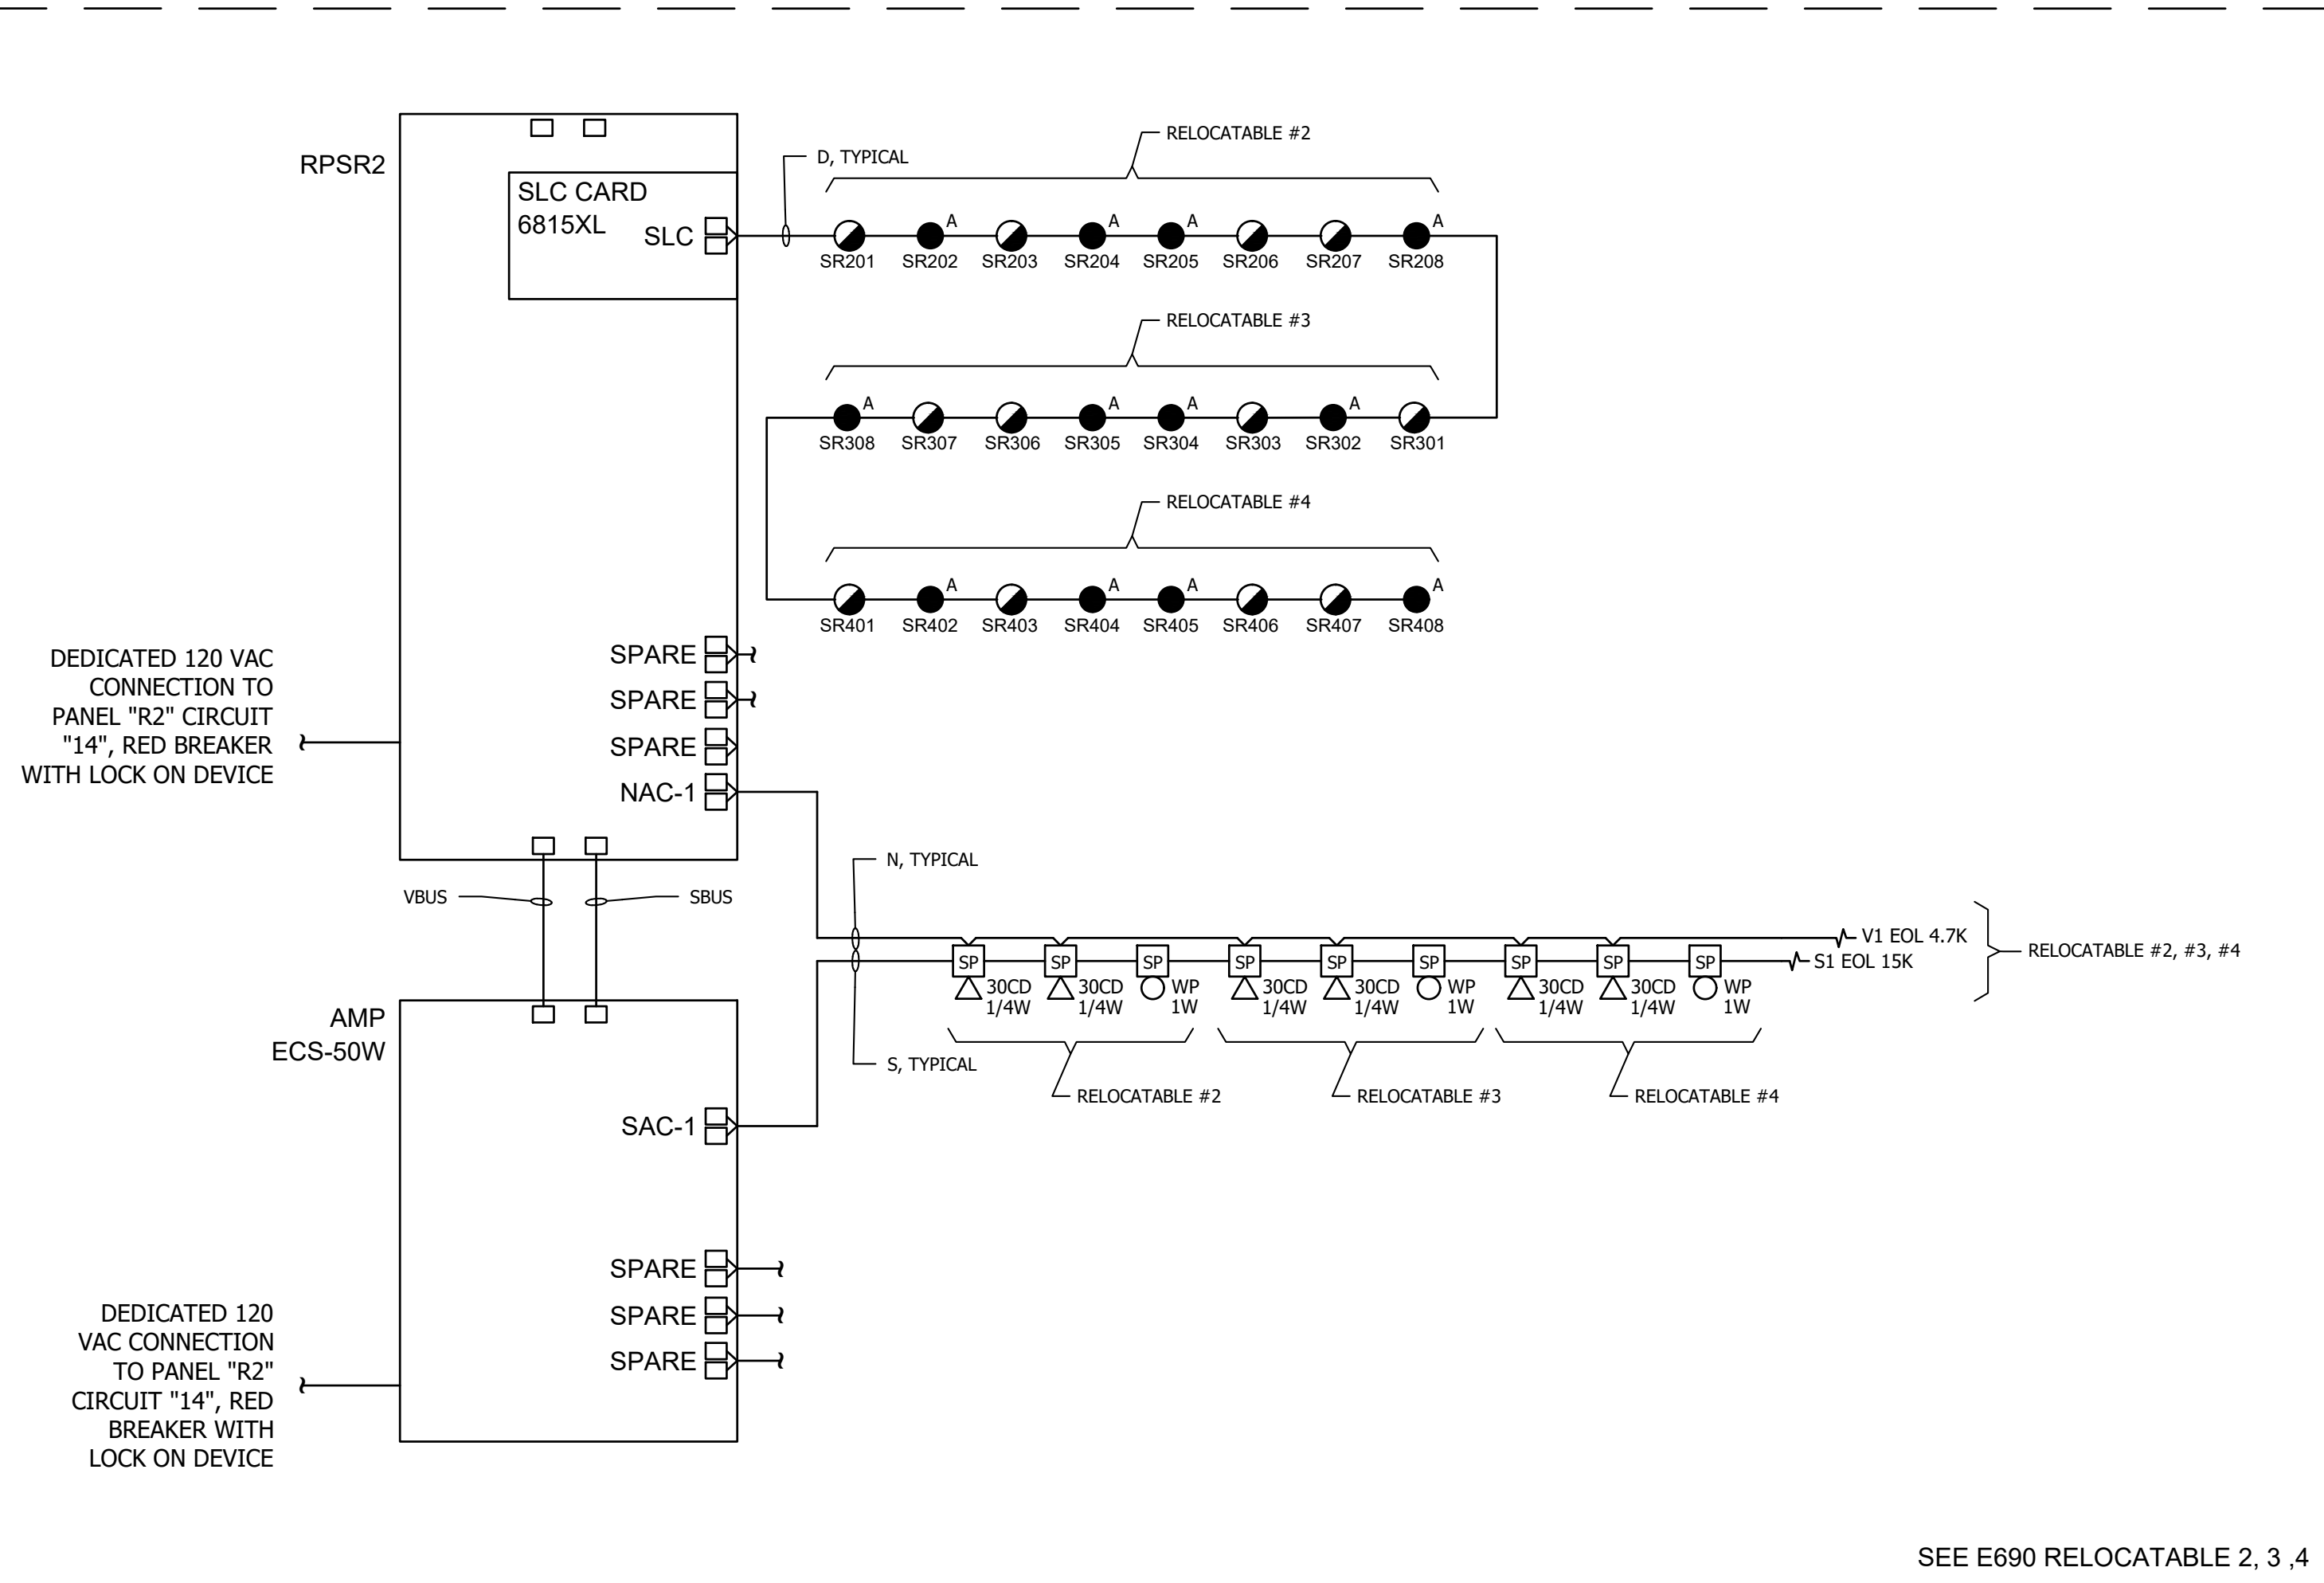 RPSR2
SLC CARD
6815XL
SLC
D, TYPICAL
RELOCATABLE #2
A
A
A
A
SR201
SR202
SR203
SR204
SR205
SR206
SR207
SR208
RELOCATABLE #3
A
A
A
A
SR308
SR307
SR306
SR305
SR304
SR303
SR302
SR301
RELOCATABLE #4
A
A
A
A
SR401
SR402
SR403
SR404
SR405
SR406
SR407
SR408
DEDICATED 120 VAC
CONNECTION TO
PANEL "R2" CIRCUIT
"14", RED BREAKER
WITH LOCK ON DEVICE
SPARE
SPARE
SPARE
NAC-1
VBUS
SBUS
N, TYPICAL
S, TYPICAL
V1 EOL 4.7K
S1 EOL 15K
RELOCATABLE #2, #3, #4
SP
SP
SP
SP
SP
SP
SP
SP
SP
30CD
1/4W
30CD
1/4W
WP
1W
30CD
1/4W
30CD
1/4W
WP
1W
30CD
1/4W
30CD
1/4W
WP
1W
RELOCATABLE #2
RELOCATABLE #3
RELOCATABLE #4
AMP
ECS-50W
SAC-1
SPARE
SPARE
SPARE
DEDICATED 120
VAC CONNECTION
TO PANEL "R2"
CIRCUIT "14", RED
BREAKER WITH
LOCK ON DEVICE
SEE E690 RELOCATABLE 2, 3 ,4